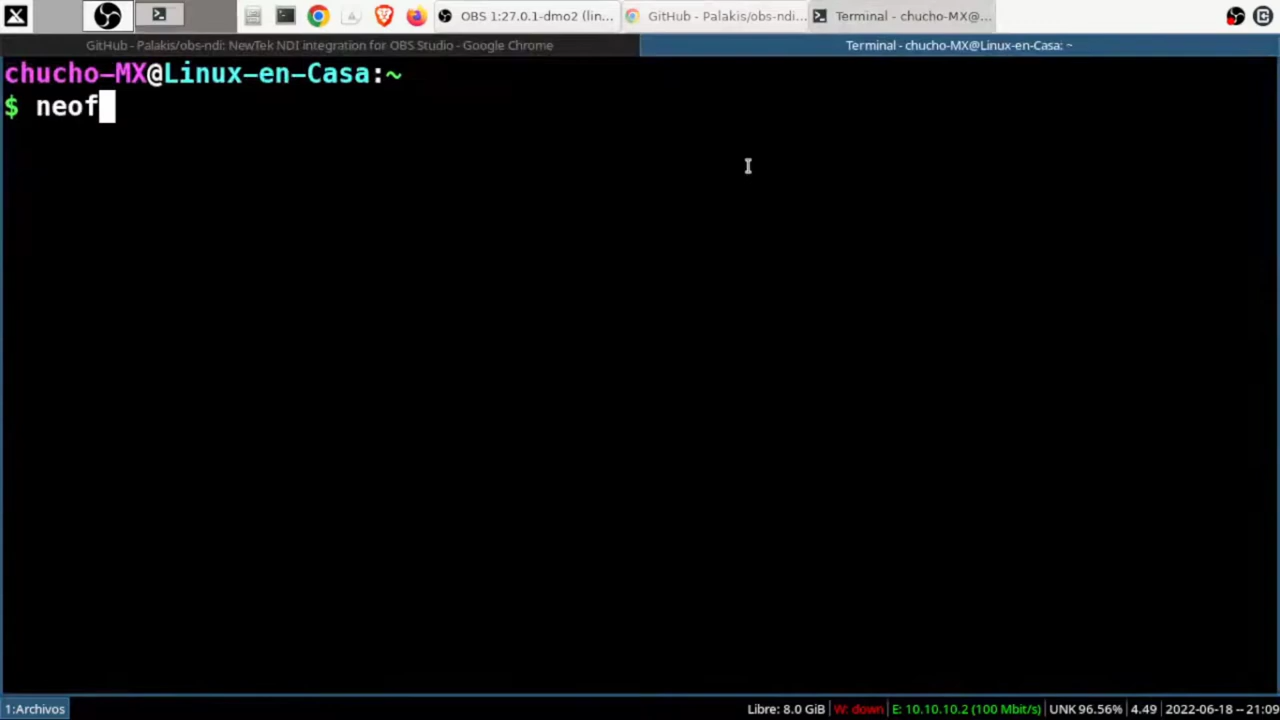 OBS 1:27.0.1-dmo2 (lin...
GitHub - Palakis/obs-ndi...
Terminal - chucho-MX@...
GitHub - Palakis/obs-ndi: NewTek NDI integration for OBS Studio - Google Chrome
Terminal - chucho-MX@Linux-en-Casa: ~
chucho-MX@Linux-en-Casa:~
$ neof
1:Archivos
Libre: 8.0 GiB | W: down | E: 10.10.10.2 (100 Mbit/s) | UNK 96.56% | 4.49 | 2022-06-18 -- 21:09